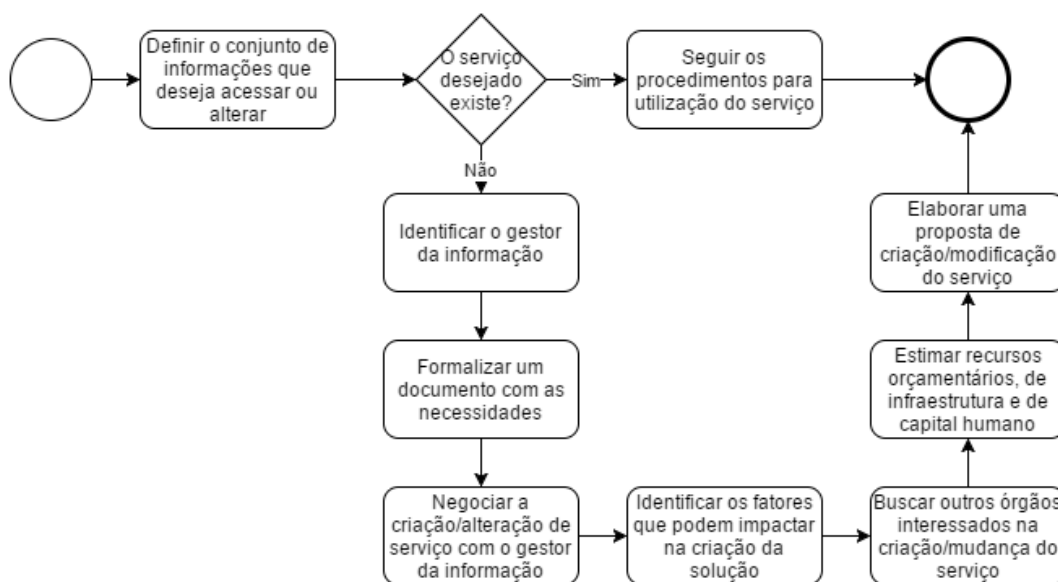 Definir o conjunto de
informações que
deseja acessar ou
alterar
O serviço
desejado
existe?
Sim
Seguir os
procedimentos para
utilização do serviço
Não
Identificar o gestor
da informação
Formalizar um
documento com as
necessidades
Negociar a
criação/alteração de
serviço com o gestor
da informação
Identificar os fatores
que podem impactar
na criação da
solução
Buscar outros órgãos
interessados na
criação/mudança do
serviço
Estimar recursos
orçamentários, de
infraestrutura e de
capital humano
Elaborar uma
proposta de
criação/modificação
do serviço